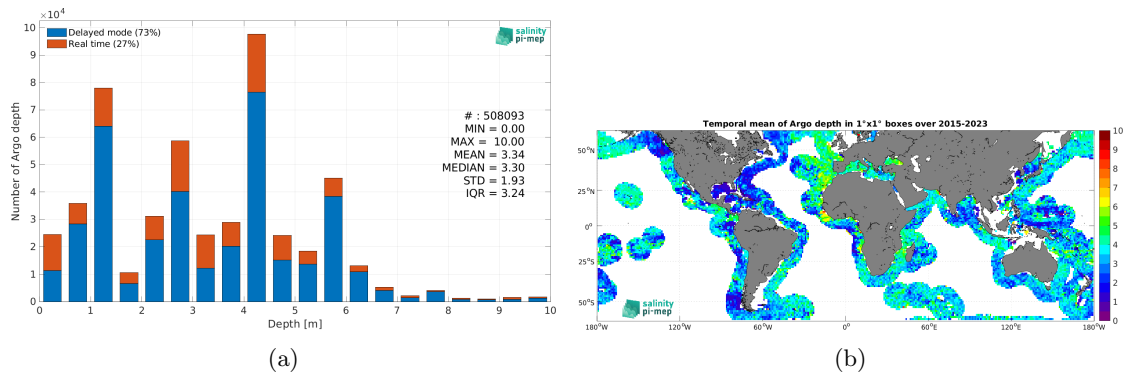 ×10⁴
10
9
8
7
6
5
4
3
2
1
0
Number of Argo depth
Delayed mode (73%)
Real time (27%)
salinity
pi-mep
# : 508093
MIN = 0.00
MAX = 10.00
MEAN = 3.34
MEDIAN = 3.30
STD = 1.93
IQR = 3.24
0 1 2 3 4 5 6 7 8 9 10
Depth [m]
(a)
Temporal mean of Argo depth in 1°x1° boxes over 2015-2023
50°N
25°N
0°
25°S
50°S
salinity
pi-mep
180°W 120°W 60°W 0° 60°E 120°E 180°W
10
9
8
7
6
5
4
3
2
1
0
(b)